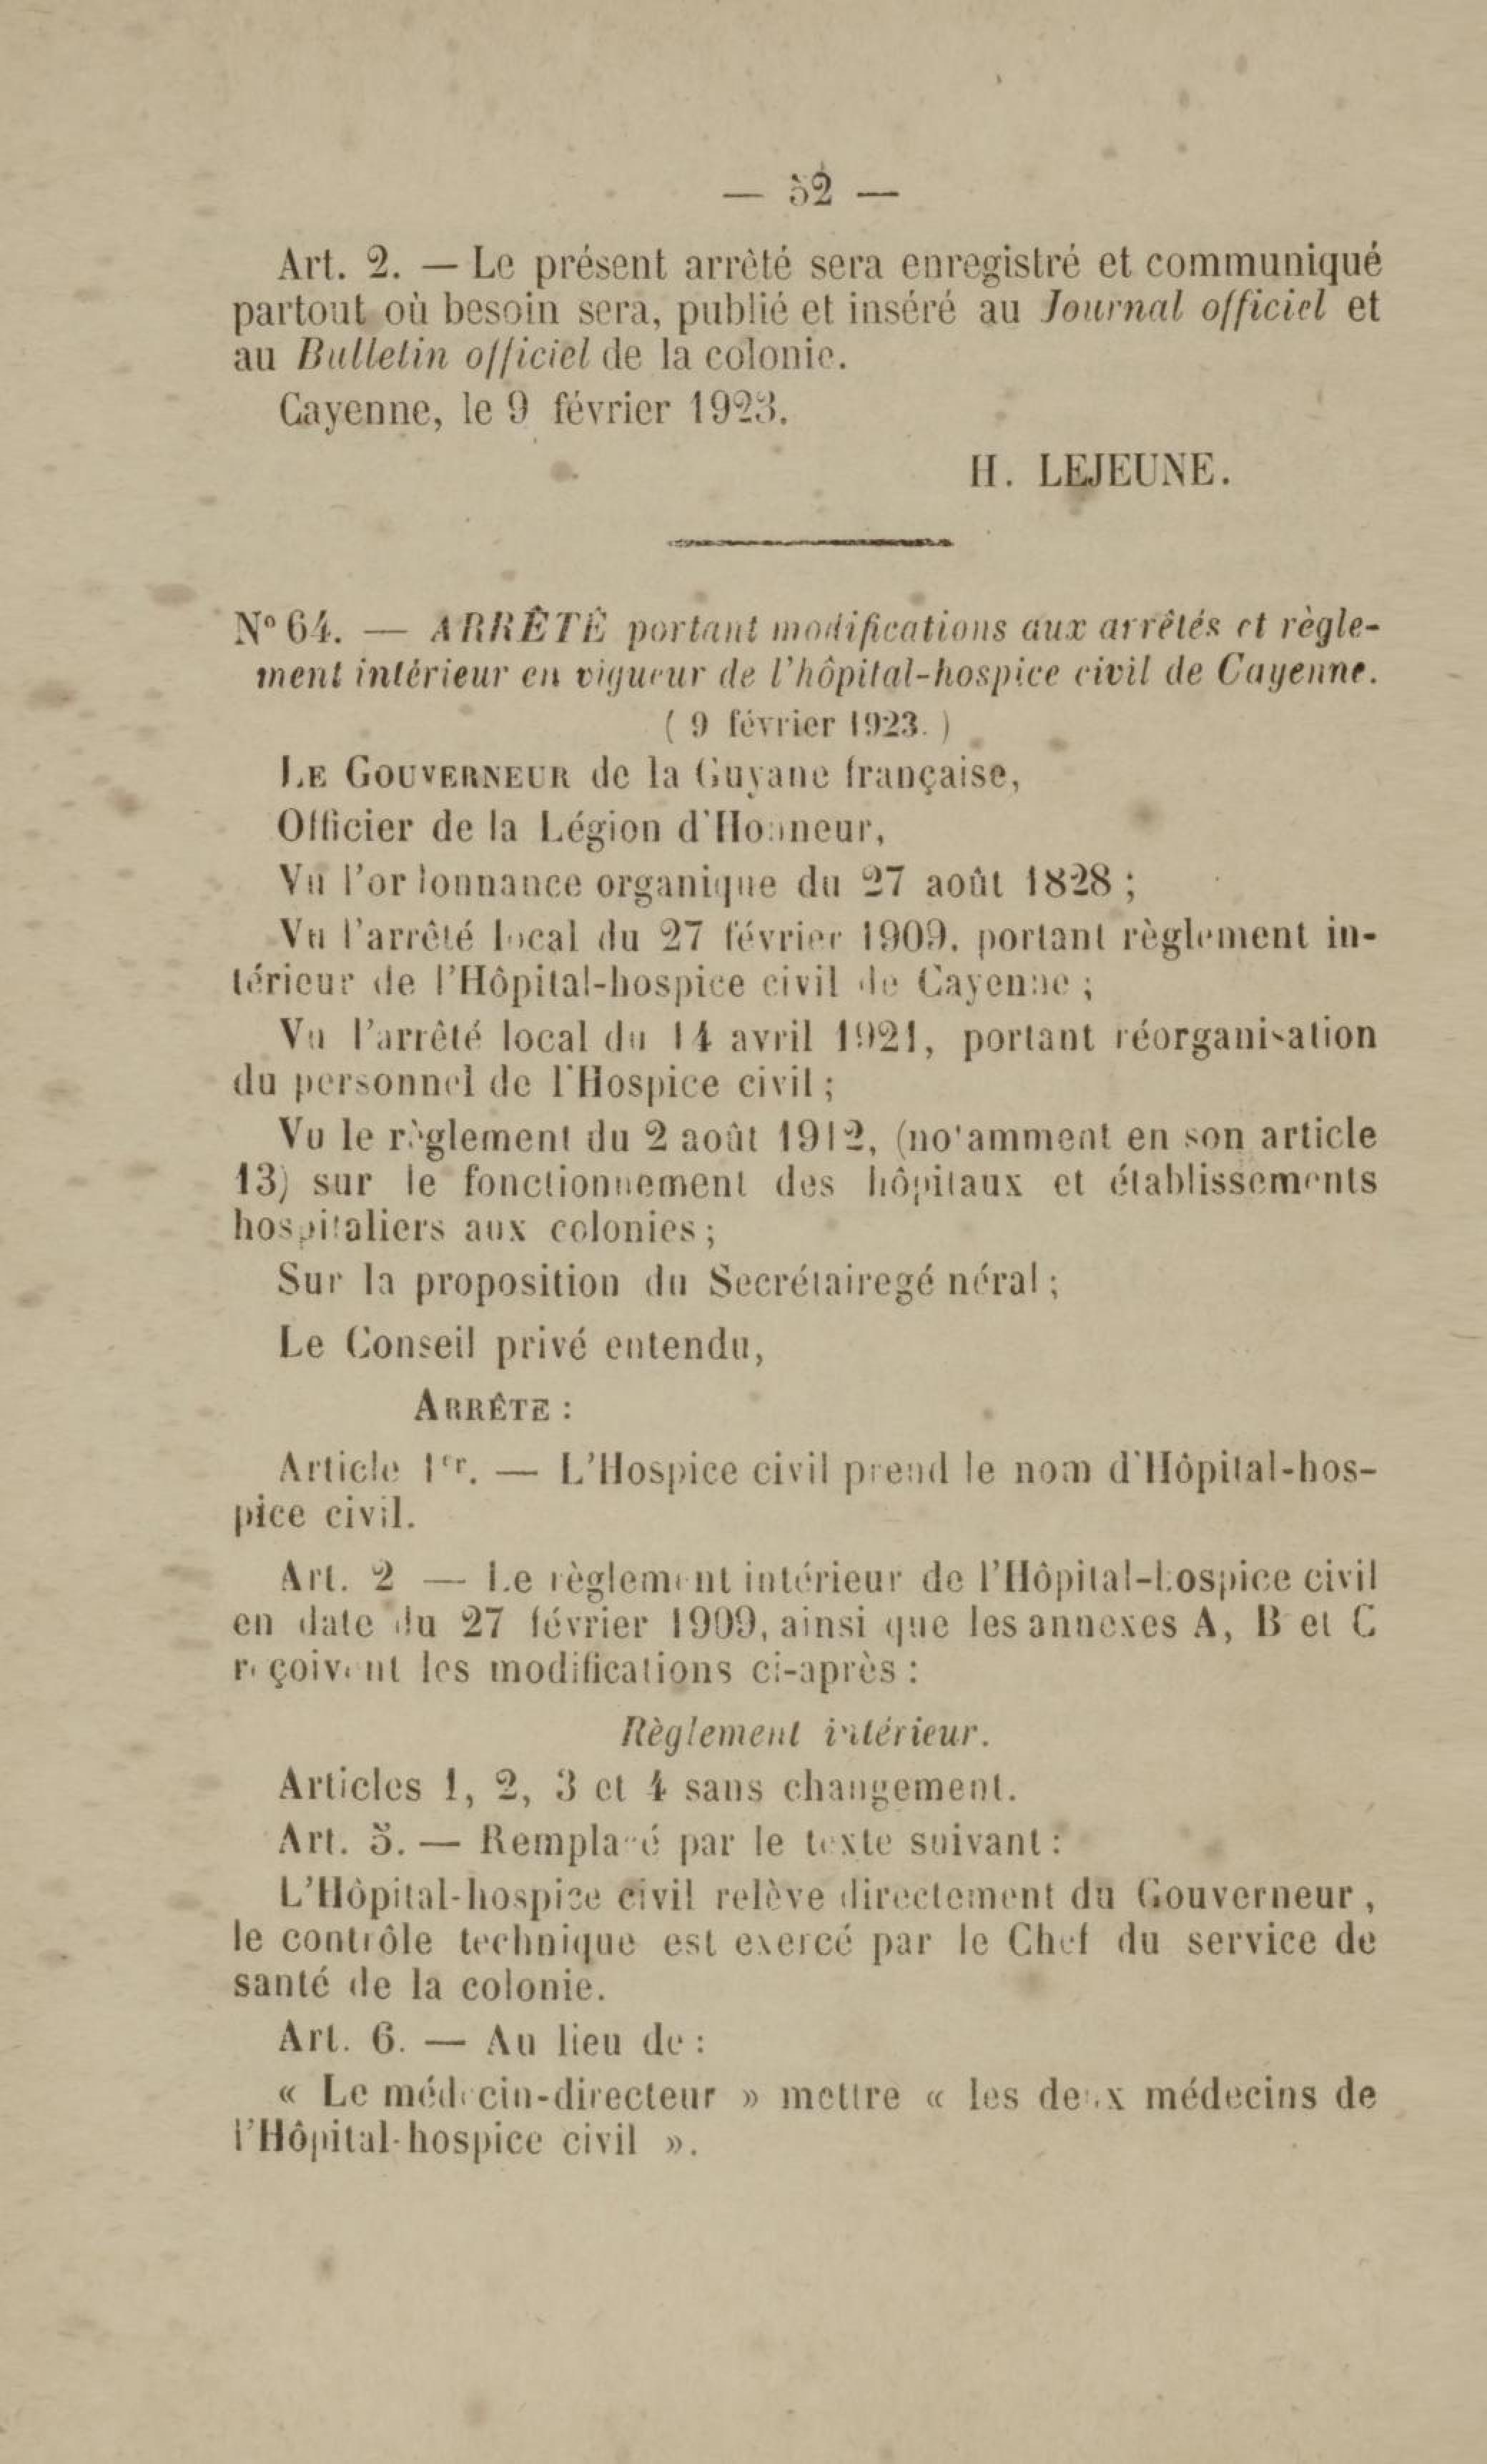 — 52 —
Art. 2. — Le présent arrêté sera enregistré et communiqué
partout où besoin sera, publié et inséré au Journal officiel et
au Bulletin officiel de la colonie.
Cayenne, le 9 février 1923.
H. LEJEUNE.
N° 64. — ARRÊTÉ portant modifications aux arrêtés et règle-
ment intérieur en vigueur de l'hôpital-hospice civil de Cayenne.
( 9 février 1923. )
LE GOUVERNEUR de la Guyane française,
Officier de la Légion d'Honneur,
Vu l'ordonnance organique du 27 août 1828 ;
Vu l'arrêté local du 27 février 1909, portant règlement in-
térieur de l'Hôpital-hospice civil de Cayenne ;
Vu l'arrêté local du 14 avril 1921, portant réorganisation
du personnel de l'Hospice civil ;
Vu le règlement du 2 août 1912, (notamment en son article
13) sur le fonctionnement des hôpitaux et établissements
hospitaliers aux colonies ;
Sur la proposition du Secrétairegé néral ;
Le Conseil privé entendu,
ARRÊTE :
Article 1er. — L'Hospice civil prend le nom d'Hôpital-hos-
pice civil.
Art. 2 — Le règlement intérieur de l'Hôpital-hospice civil
en date du 27 février 1909, ainsi que les annexes A, B et C
reçoivent les modifications ci-après :
Règlement intérieur.
Articles 1, 2, 3 et 4 sans changement.
Art. 5. — Remplacé par le texte suivant :
L'Hôpital-hospice civil relève directement du Gouverneur,
le contrôle technique est exercé par le Chef du service de
santé de la colonie.
Art. 6. — Au lieu de :
« Le médecin-directeur » mettre « les deux médecins de
l'Hôpital-hospice civil ».